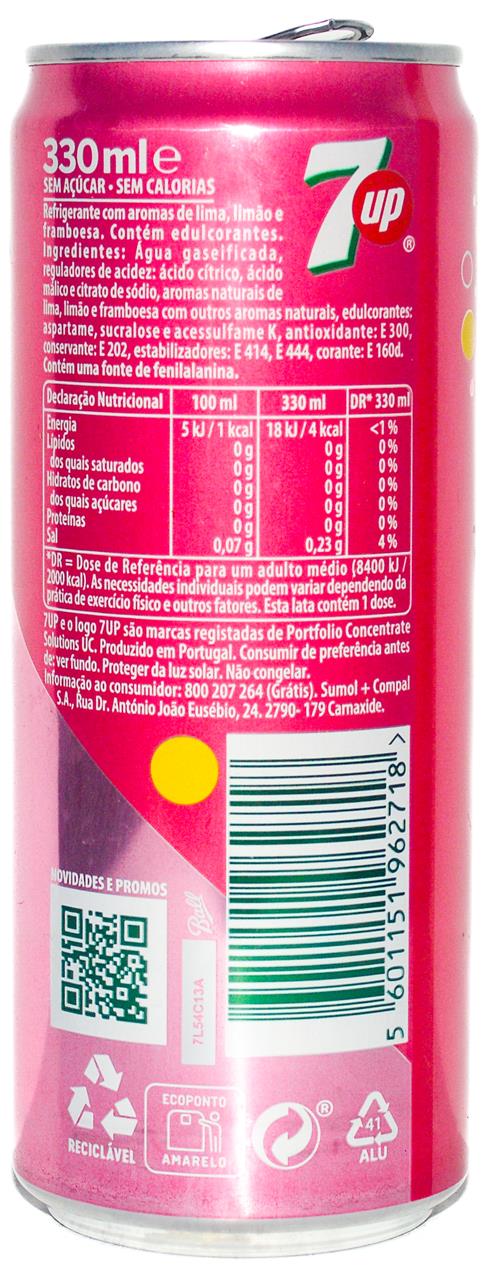 330 ml e
7up®
SEM AÇÚCAR • SEM CALORIAS
Refrigerante com aromas de lima, limão e
framboesa. Contém edulcorantes.
Ingredientes: Água gaseificada,
reguladores de acidez: ácido cítrico, ácido
málico e citrato de sódio, aromas naturais de
lima, limão e framboesa com outros aromas naturais, edulcorantes:
aspartame, sucralose e acessulfame K, antioxidante: E 300,
conservante: E 202, estabilizadores: E 414, E 444, corante: E 160d.
Contém uma fonte de fenilalanina.
Declaração Nutricional 100 ml 330 ml DR* 330 ml
Energia 5 kJ / 1 kcal 18 kJ / 4 kcal <1 %
Lípidos 0 g 0 g 0 %
dos quais saturados 0 g 0 g 0 %
Hidratos de carbono 0 g 0 g 0 %
dos quais açúcares 0 g 0 g 0 %
Proteínas 0 g 0 g 0 %
Sal 0,07 g 0,23 g 4 %
*DR = Dose de Referência para um adulto médio (8400 kJ /
2000 kcal). As necessidades individuais podem variar dependendo da
prática de exercício físico e outros fatores. Esta lata contém 1 dose.
7UP e o logo 7UP são marcas registadas de Portfolio Concentrate
Solutions UC. Produzido em Portugal. Consumir de preferência antes
de: ver fundo. Proteger da luz solar. Não congelar.
Informação ao consumidor: 800 207 264 (Grátis). Sumol + Compal
S.A., Rua Dr. António João Eusébio, 24. 2790- 179 Carnaxide.
NOVIDADES E PROMOS
Ball
7L54C13A
5 601151 962718 >
RECICLÁVEL
ECOPONTO
AMARELO
®
41
ALU